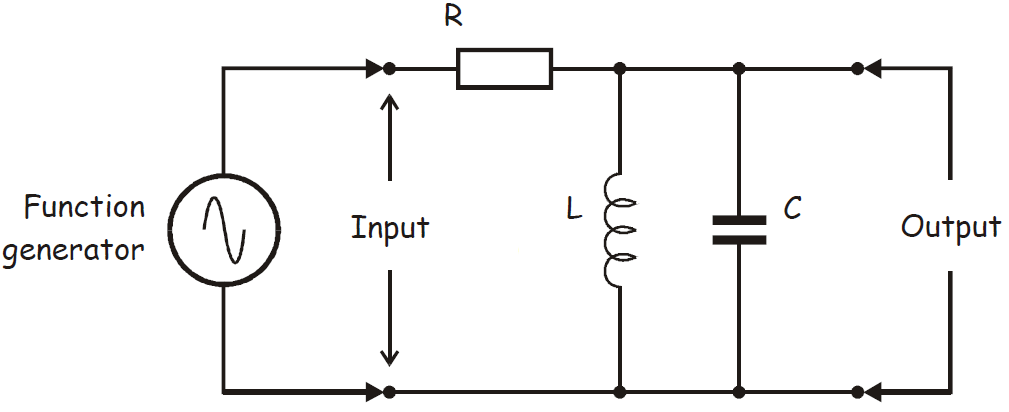 R
Function
generator
Input
L
C
Output